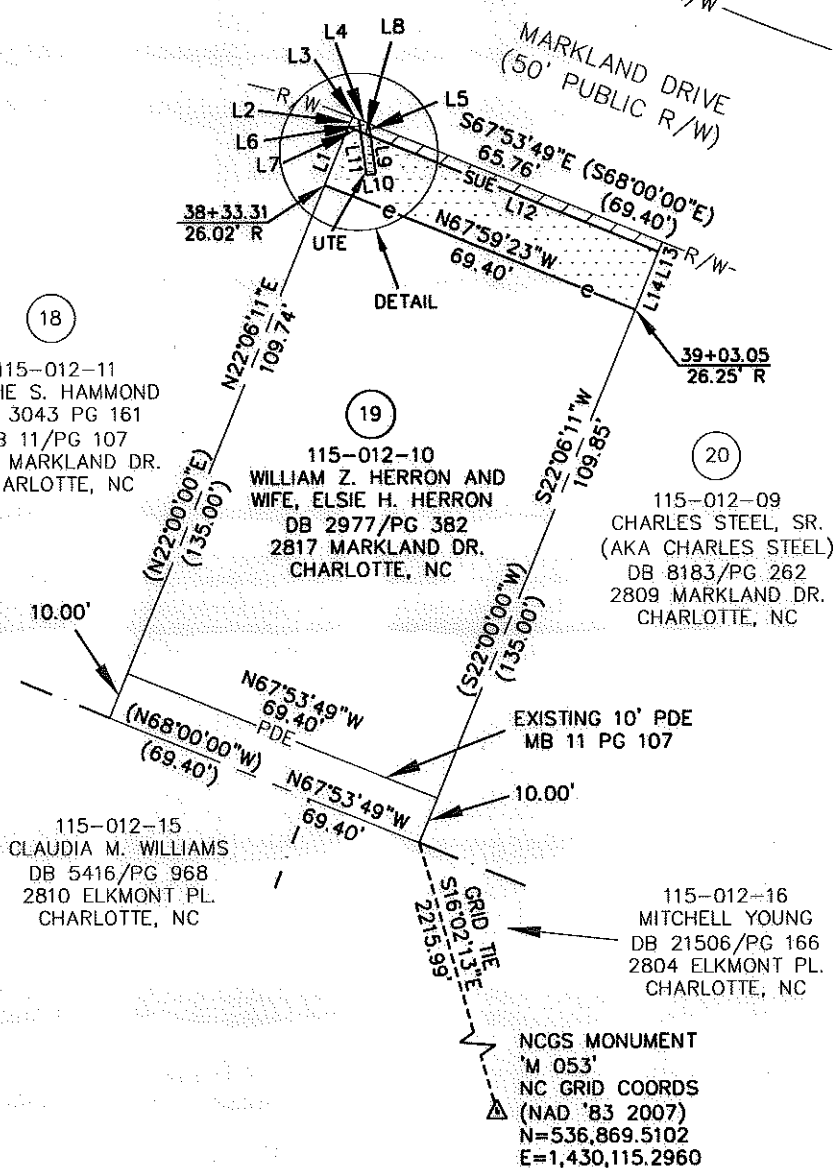 MARKLAND DRIVE
(50' PUBLIC R/W)
L4
L8
L3
R/W
L2
L5
L6
L7
L1
L11
L9
L10
S67°53'49"E (S68°00'00"E)
65.76'
(69.40')
SUE
L12
R/W
L13
L14
38+33.31
26.02' R
UTE
e
N67°59'23"W
69.40'
e
DETAIL
39+03.05
26.25' R
N22°06'11"E
109.74'
(N22°00'00"E)
(135.00')
S22°06'11"W
109.85'
(S22°00'00"W)
(135.00')
18
115-012-11
S. HAMMOND
3043 PG 161
11/PG 107
MARKLAND DR.
ARLOTTE, NC
19
115-012-10
WILLIAM Z. HERRON AND
WIFE, ELSIE H. HERRON
DB 2977/PG 382
2817 MARKLAND DR.
CHARLOTTE, NC
20
115-012-09
CHARLES STEEL, SR.
(AKA CHARLES STEEL)
DB 8183/PG 262
2809 MARKLAND DR.
CHARLOTTE, NC
10.00'
N67°53'49"W
69.40'
PDE
(N68°00'00"W)
(69.40')
N67°53'49"W
69.40'
EXISTING 10' PDE
MB 11 PG 107
10.00'
115-012-15
CLAUDIA M. WILLIAMS
DB 5416/PG 968
2810 ELKMONT PL.
CHARLOTTE, NC
GRID TIE
S16°02'13"E
2215.99'
115-012-16
MITCHELL YOUNG
DB 21506/PG 166
2804 ELKMONT PL.
CHARLOTTE, NC
NCGS MONUMENT
'M 053'
NC GRID COORDS
(NAD '83 2007)
N=536,869.5102
E=1,430,115.2960